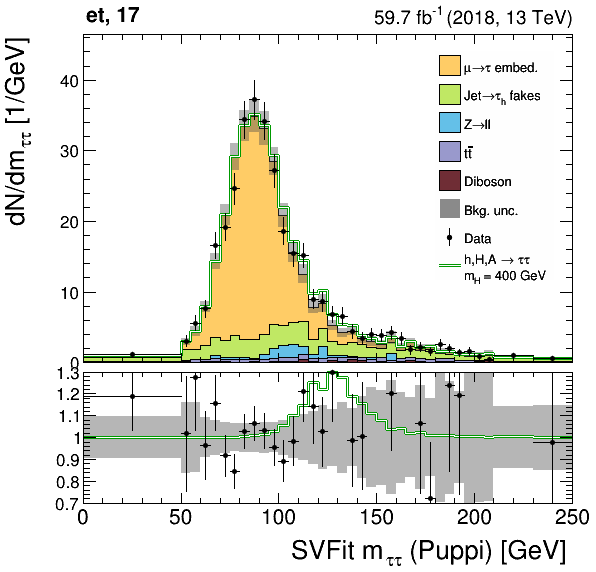 et, 17
59.7 fb⁻¹ (2018, 13 TeV)
dN/dm_ττ [1/GeV]
40
30
20
10
0
μ→τ embed.
Jet→τ_h fakes
Z→ll
tt̄
Diboson
Bkg. unc.
Data
h,H,A → ττ
m_H = 400 GeV
1.3
1.2
1.1
1
0.9
0.8
0.7
0 50 100 150 200 250
SVFit m_ττ (Puppi) [GeV]